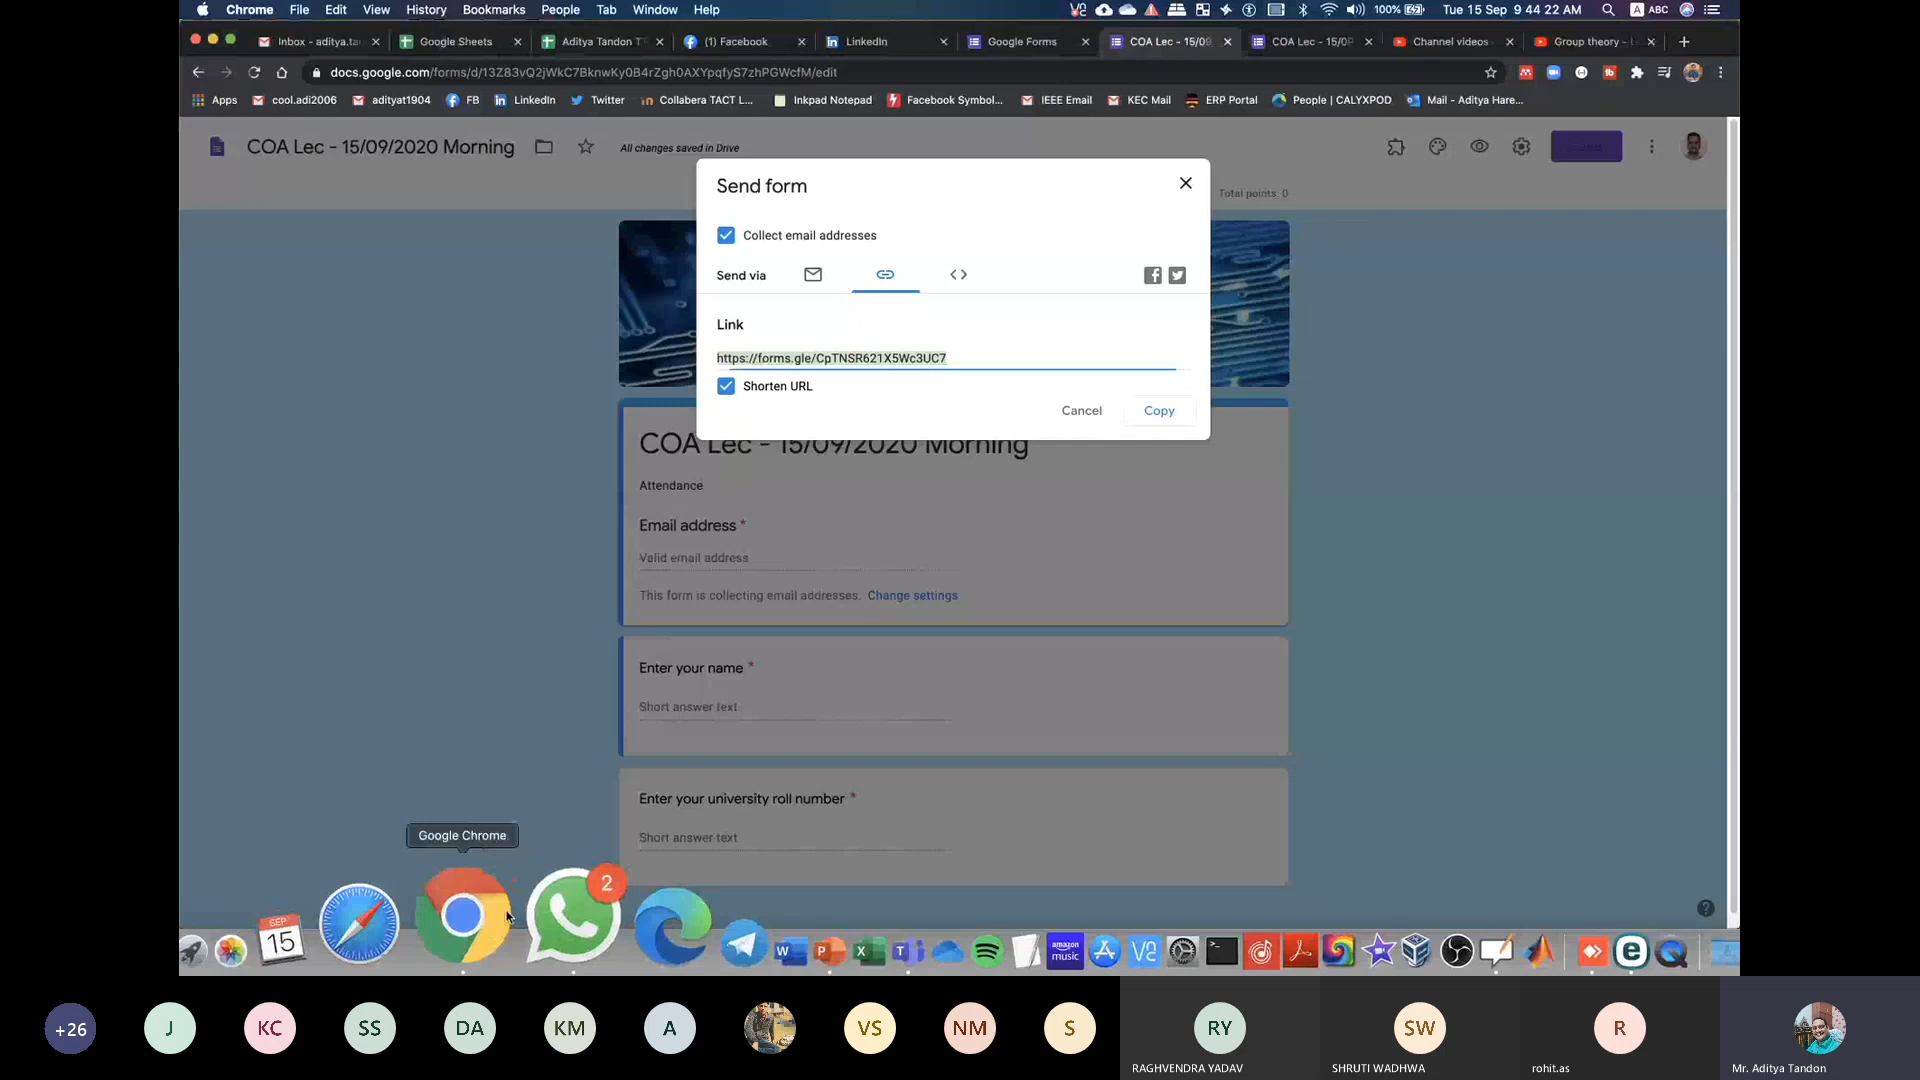 Chrome File Edit View History Bookmarks People Tab Window Help 100% Tue 15 Sep 9 44 22 AM A ABC
Inbox - aditya.ta Google Sheets Aditya Tandon T (1) Facebook LinkedIn Google Forms COA Lec - 15/09 COA Lec - 15/0 Channel videos - Group theory -
docs.google.com/forms/d/13Z83vQ2jWkC7BknwKy0B4rZgh0AXYpqfyS7zhPGWcfM/edit
Apps cool.adi2006 adityat1904 FB LinkedIn Twitter Collabera TACT L... Inkpad Notepad Facebook Symbol... IEEE Email KEC Mail ERP Portal People | CALYXPOD Mail - Aditya Hare...
COA Lec - 15/09/2020 Morning All changes saved in Drive
Total points: 0
Send form
Collect email addresses
Send via
Link
https://forms.gle/CpTNSR621X5Wc3UC7
Shorten URL
Cancel Copy
COA Lec - 15/09/2020 Morning
Attendance
Email address *
Valid email address
This form is collecting email addresses. Change settings
Enter your name *
Short answer text
Enter your university roll number *
Short answer text
Google Chrome
2
SEP
15
amazon
music
+26 J KC SS DA KM A VS NM S RY SW R
RAGHVENDRA YADAV SHRUTI WADHWA rohit.as Mr. Aditya Tandon